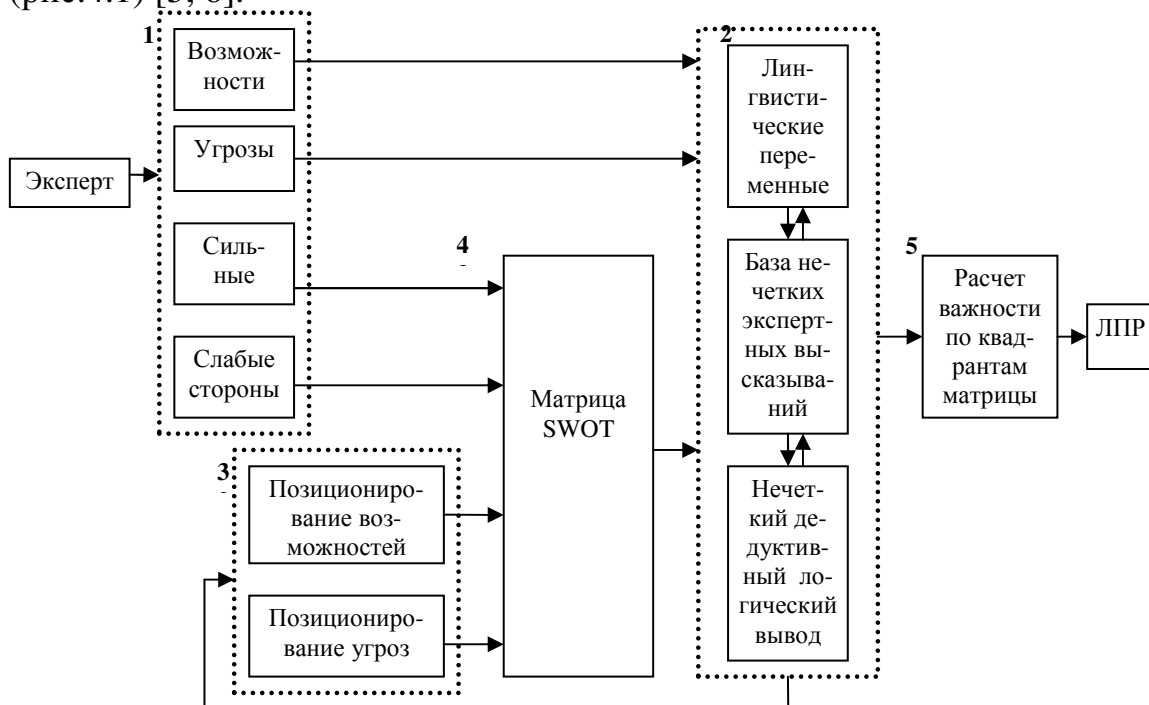 (рис.4.1) [5, 6].
1
Возмож-
ности
Угрозы
Эксперт
Силь-
ные
Слабые
стороны
3
Позициониро-
вание воз-
можностей
Позициониро-
вание угроз
4
Матрица
SWOT
2
Лин-
гвисти-
ческие
пере-
менные
База не-
четких
эксперт-
ных вы-
сказыва-
ний
Нечет-
кий де-
дуктив-
ный ло-
гический
вывод
5
Расчет
важности
по квад-
рантам
матрицы
ЛПР